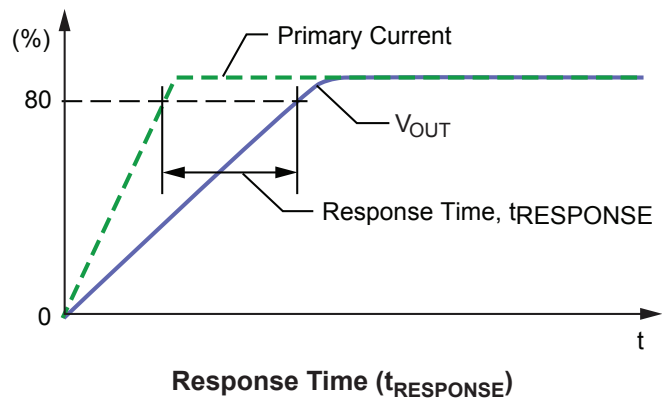 (%)
Primary Current
80
VOUT
Response Time, tRESPONSE
0
t
Response Time (tRESPONSE)